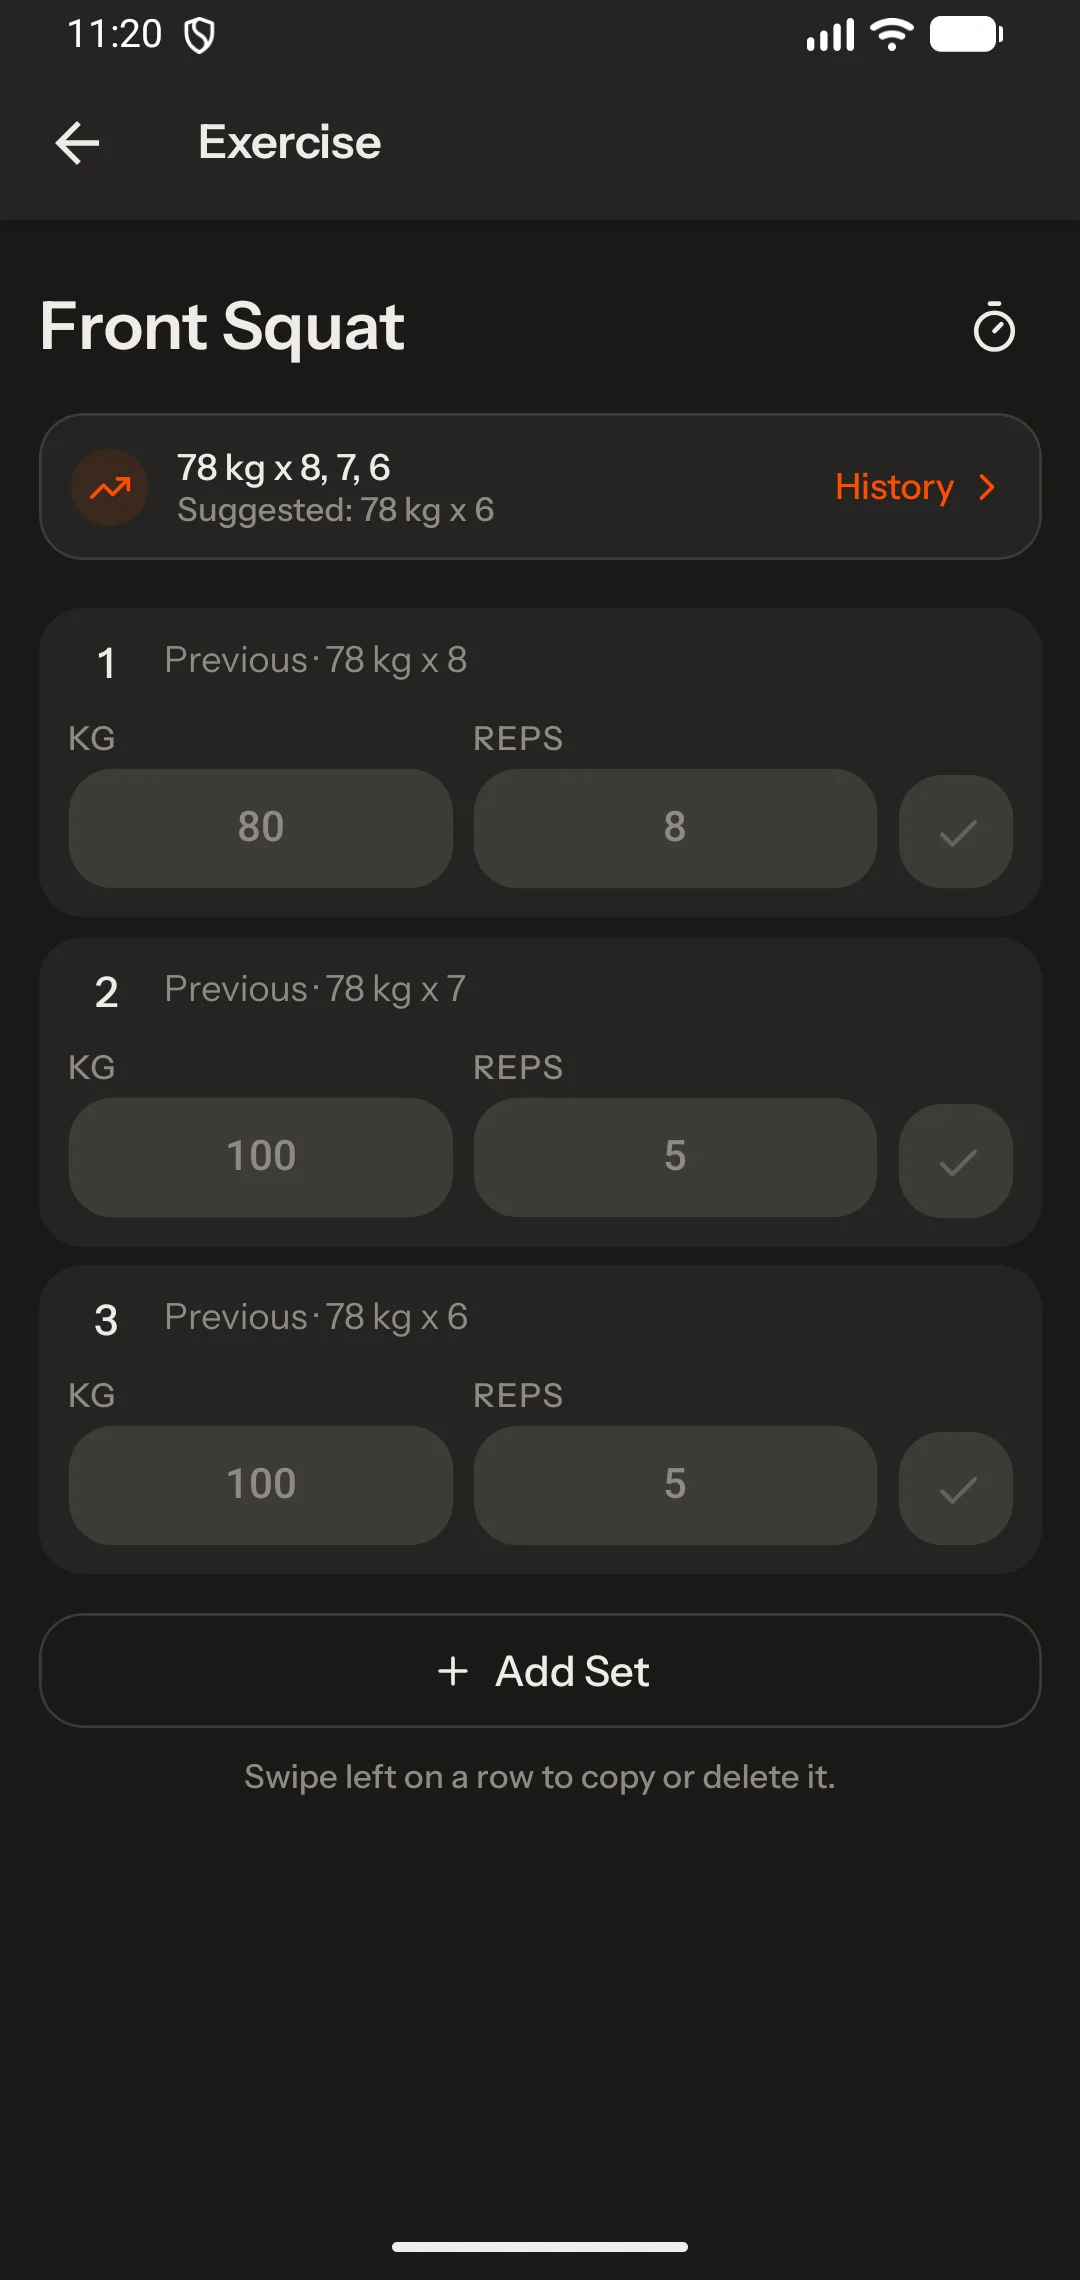 11:20
Exercise
Front Squat
78 kg x 8, 7, 6
Suggested: 78 kg x 6
History
1 Previous · 78 kg x 8
KG REPS
80 8
2 Previous · 78 kg x 7
KG REPS
100 5
3 Previous · 78 kg x 6
KG REPS
100 5
+ Add Set
Swipe left on a row to copy or delete it.